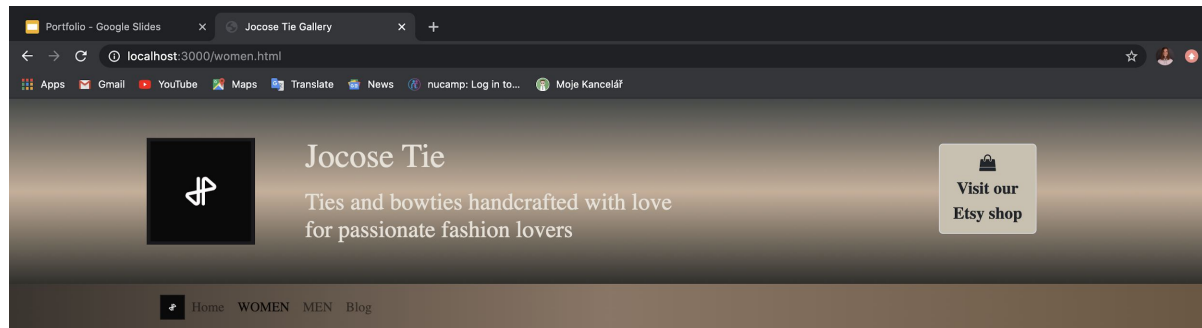 Portfolio - Google Slides
Jocose Tie Gallery
localhost:3000/women.html
Apps Gmail YouTube Maps Translate News nucamp: Log in to... Moje Kancelář
Jocose Tie
Ties and bowties handcrafted with love
for passionate fashion lovers
Visit our
Etsy shop
Home WOMEN MEN Blog